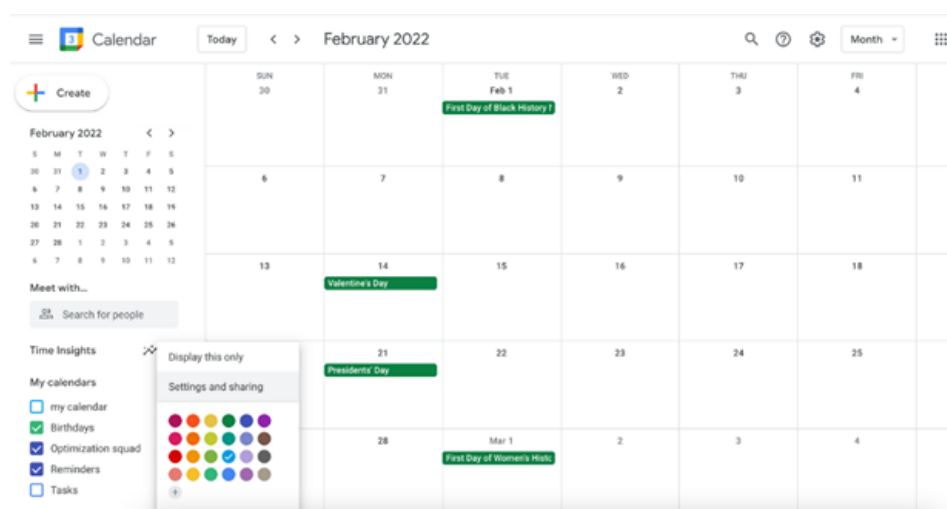 3 Calendar Today < > February 2022 Month
Create
SUN MON TUE WED THU FRI
30 31 Feb 1 2 3 4
First Day of Black History
February 2022 < >
S M T W T F S
30 31 1 2 3 4 5
6 7 8 9 10 11 12
13 14 15 16 17 18 19
20 21 22 23 24 25 26
27 28 1 2 3 4 5
6 7 8 9 10 11 12
6 7 8 9 10 11
13 14 15 16 17 18
Valentine's Day
Meet with...
Search for people
Time Insights
21 22 23 24 25
Presidents' Day
Display this only
Settings and sharing
My calendars
my calendar
Birthdays
Optimization squad
Reminders
Tasks
28 Mar 1 2 3 4
First Day of Women's Histo